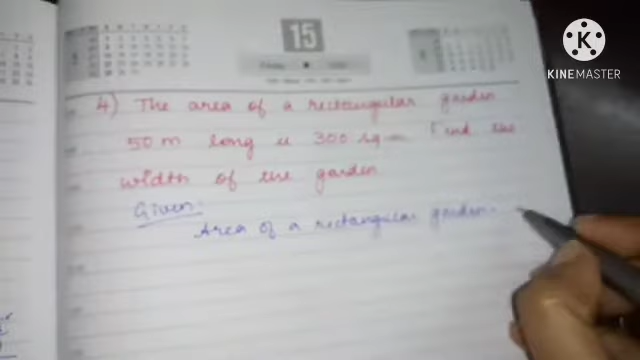 15
KINEMASTER
4) The area of a rectangular garden
50 m long is 300 sq m Find the
width of the garden
Given:
Area of a rectangular garden =